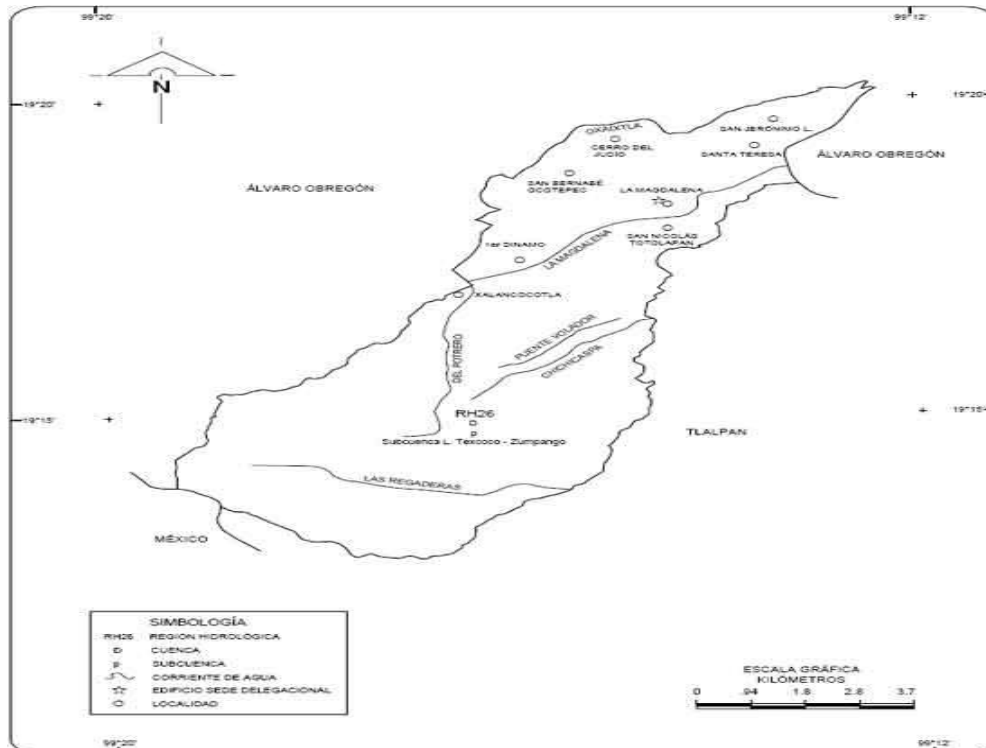 99°20'
99°12'
N
19°20'
19°20'
OXAIXTLA
SAN JERÓNIMO L.
CERRO DEL
JUDÍO
SANTA TERESA
ÁLVARO OBREGÓN
ÁLVARO OBREGÓN
SAN BERNABÉ
OCOTEPEC
LA MAGDALENA
SAN NICOLÁS
TOTOLAPAN
1er DINAMO
LA MAGDALENA
XALANCOCOTLA
DEL POTRERO
PUENTE VOLADOR
CHICHICASPA
19°15'
19°15'
RH26
D
p
Subcuenca L. Texcoco - Zumpango
TLALPAN
LAS REGADERAS
MÉXICO
SIMBOLOGÍA
RH26 REGIÓN HIDROLÓGICA
D CUENCA
p SUBCUENCA
CORRIENTE DE AGUA
EDIFICIO SEDE DELEGACIONAL
LOCALIDAD
ESCALA GRÁFICA
KILÓMETROS
0 .94 1.8 2.8 3.7
99°20'
99°12'